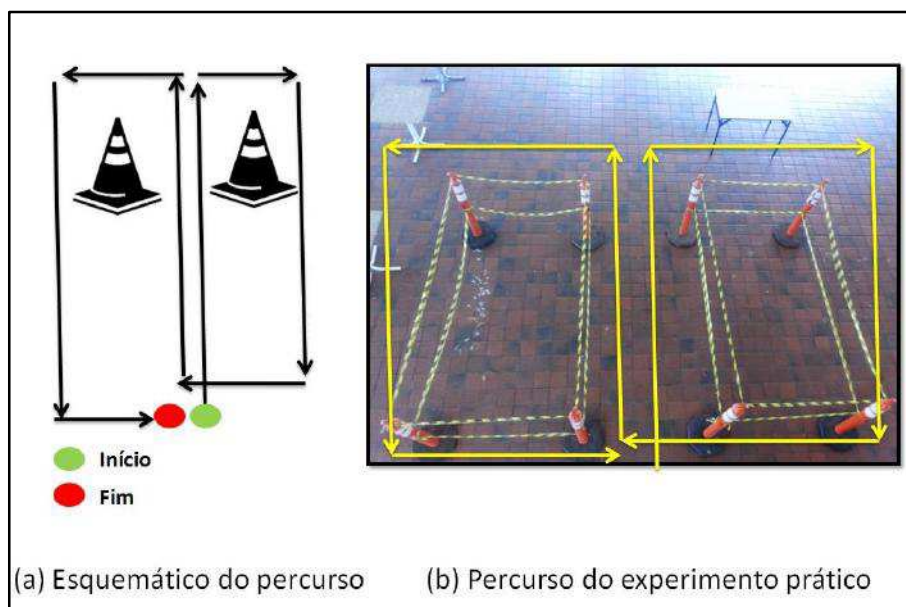 Início
Fim
(a) Esquemático do percurso
(b) Percurso do experimento prático